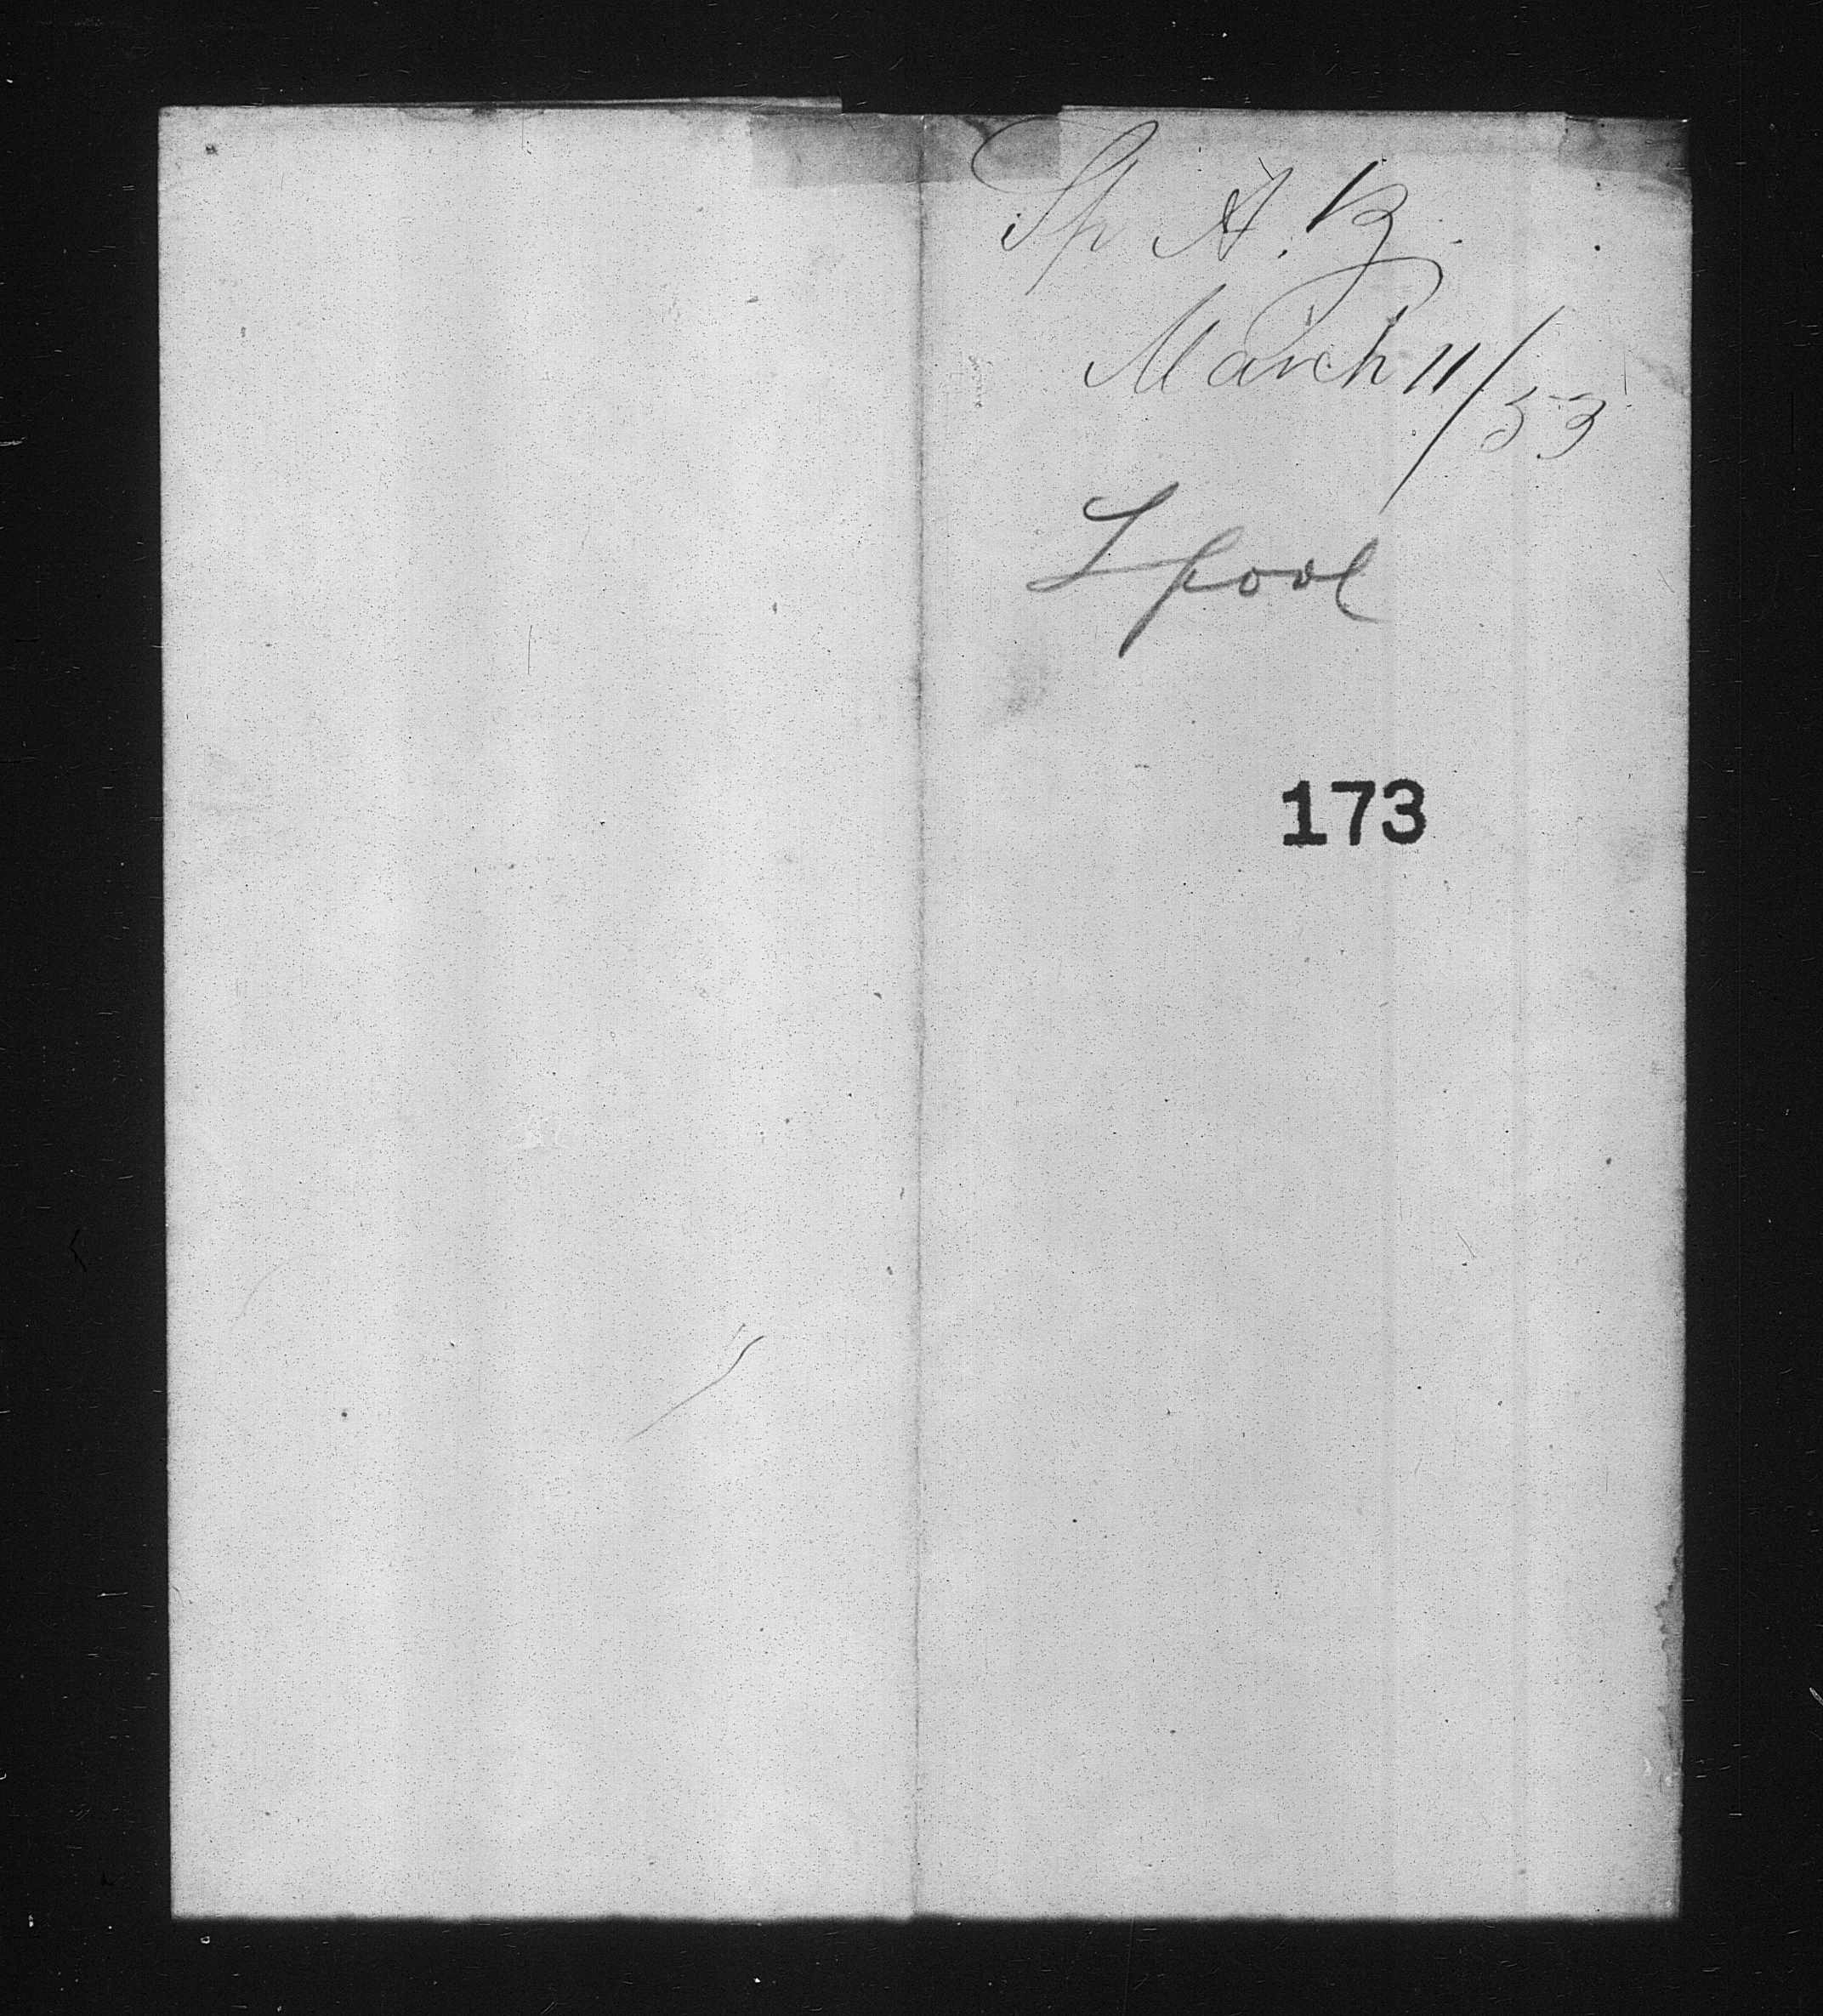 Sp A. B.
March 11/53
Lpool
173